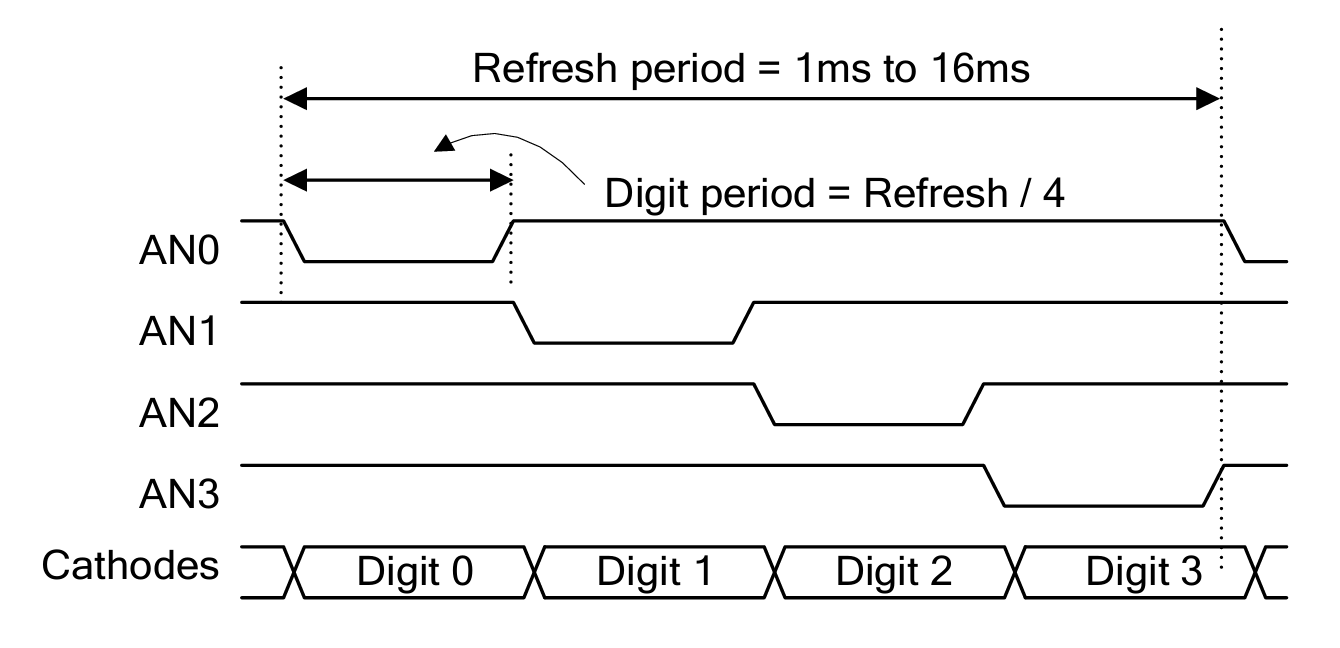 Refresh period = 1ms to 16ms
Digit period = Refresh / 4
AN0
AN1
AN2
AN3
Cathodes
Digit 0
Digit 1
Digit 2
Digit 3